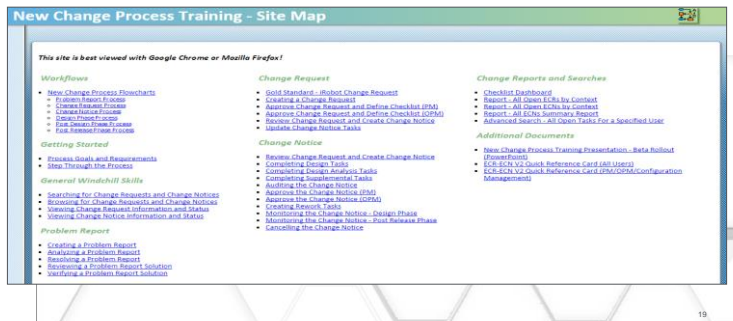 New Change Process Training - Site Map
This site is best viewed with Google Chrome or Mozilla Firefox!
Workflows
New Change Process Flowcharts
Problem Report Process
Change Request Process
Change Notice Process
Design Phase Process
Post Design Phase Process
Post Release Phase Process
Getting Started
Process Goals and Requirements
Step Through the Process
General Windchill Skills
Searching for Change Requests and Change Notices
Browsing for Change Requests and Change Notices
Viewing Change Request Information and Status
Viewing Change Notice Information and Status
Problem Report
Creating a Problem Report
Analyzing a Problem Report
Resolving a Problem Report
Reviewing a Problem Report Solution
Verifying a Problem Report Solution
Change Request
Gold Standard - iRobot Change Request
Creating a Change Request
Approve Change Request and Define Checklist (PM)
Approve Change Request and Define Checklist (OPM)
Review Change Request and Create Change Notice
Update Change Notice Tasks
Change Notice
Review Change Request and Create Change Notice
Completing Design Tasks
Completing Design Analysis Tasks
Completing Supplemental Tasks
Auditing the Change Notice
Approve the Change Notice (PM)
Approve the Change Notice (OPM)
Creating Rework Tasks
Monitoring the Change Notice - Design Phase
Monitoring the Change Notice - Post Release Phase
Cancelling the Change Notice
Change Reports and Searches
Checklist Dashboard
Report - All Open ECRs by Context
Report - All Open ECNs by Context
Report - All ECNs Summary Report
Advanced Search - All Open Tasks For a Specified User
Additional Documents
New Change Process Training Presentation - Beta Rollout
(PowerPoint)
ECR-ECN V2 Quick Reference Card (All Users)
ECR-ECN V2 Quick Reference Card (PM/OPM/Configuration
Management)
19